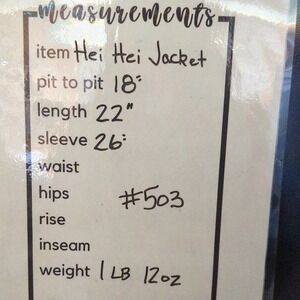 measurements
item Hei Hei Jacket
pit to pit 18"
length 22"
sleeve 26"
waist
hips
#503
rise
inseam
weight 1 LB 12oz